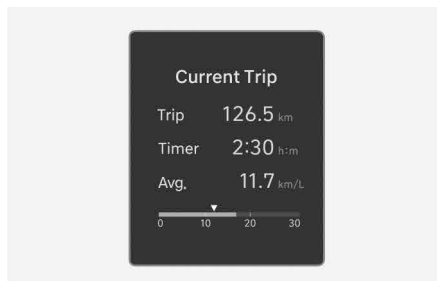 Current Trip
Trip 126.5 km
Timer 2:30 h:m
Avg. 11.7 km/L
0 10 20 30